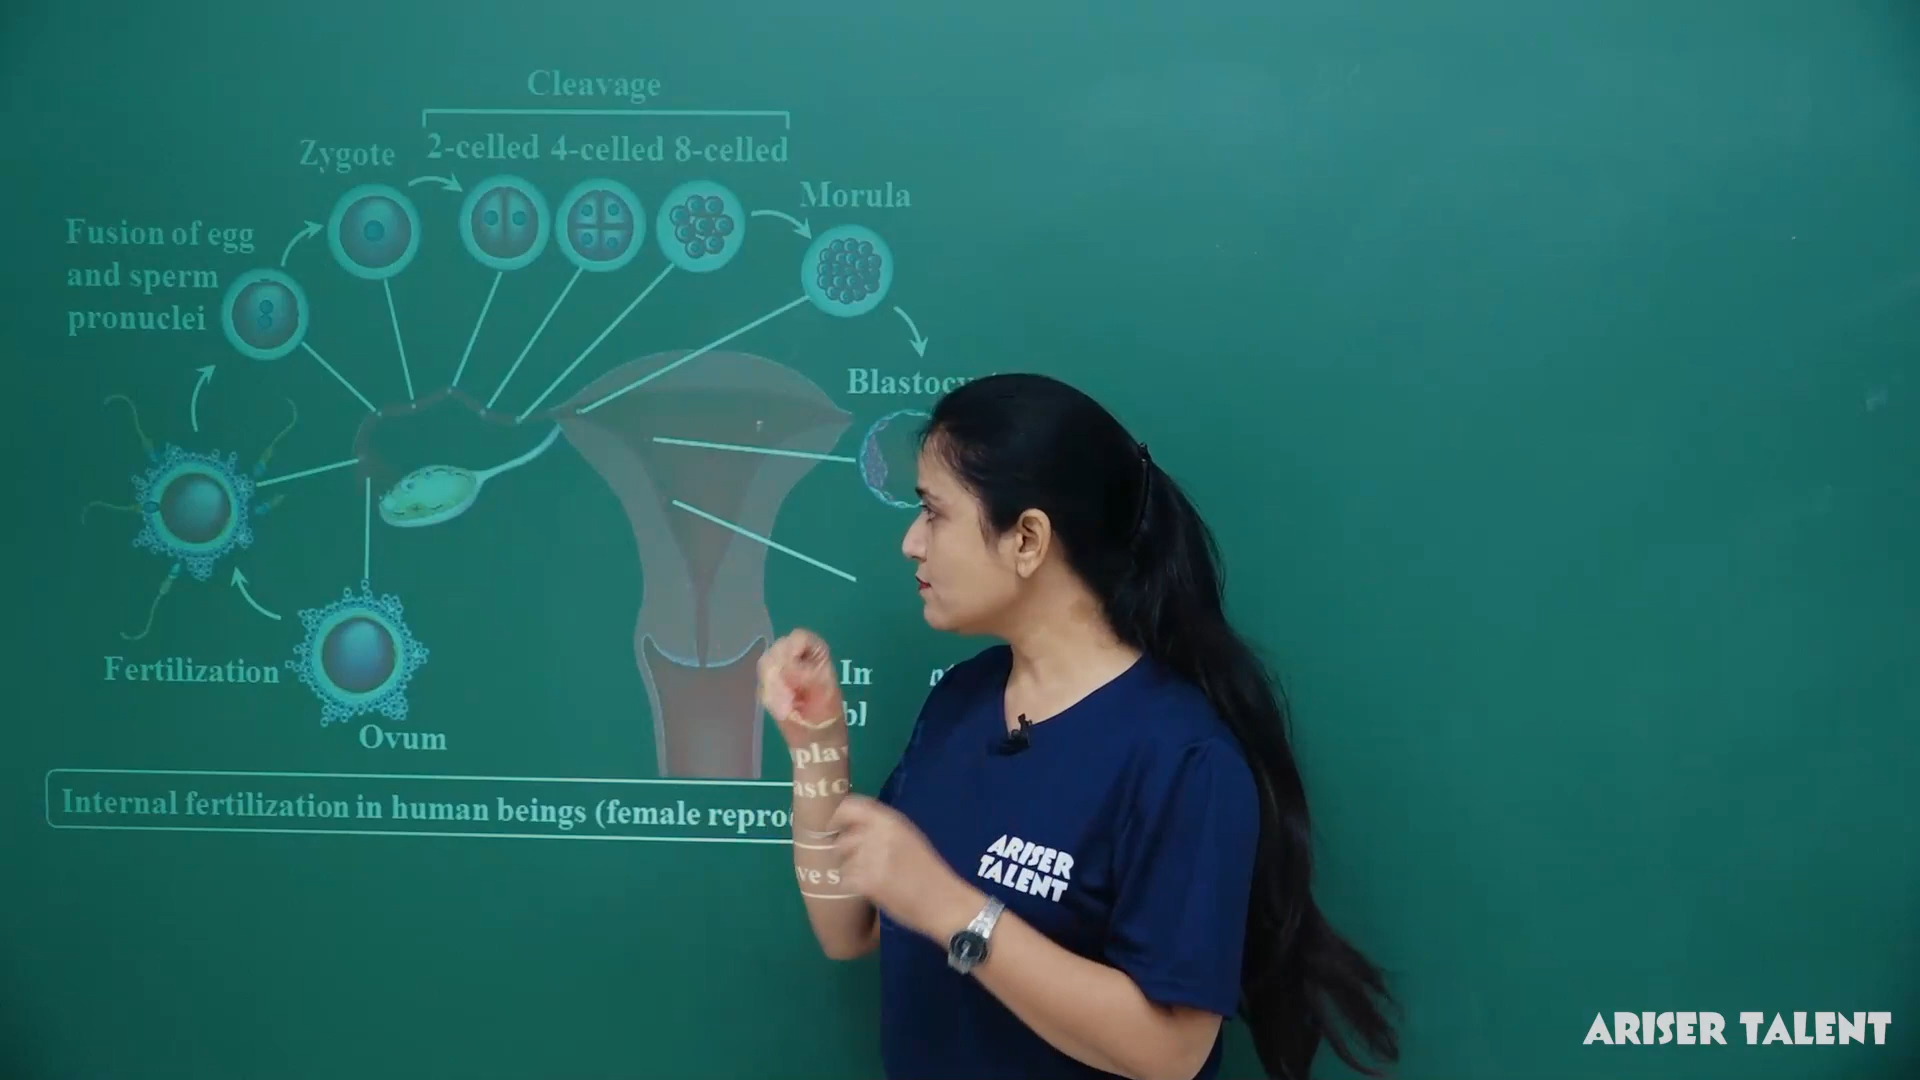 Cleavage
Zygote
2-celled 4-celled 8-celled
Morula
Fusion of egg
and sperm
pronuclei
Fertilization
Ovum
Internal fertilization in human beings (female
ARISER
TALENT
ARISER TALENT